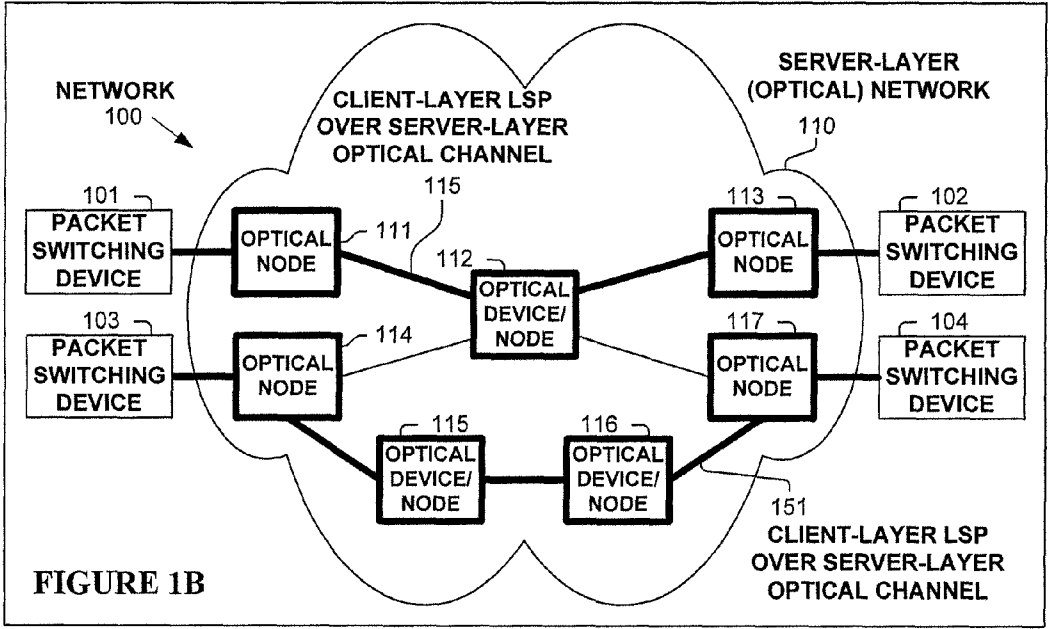 NETWORK
100
CLIENT-LAYER LSP
OVER SERVER-LAYER
OPTICAL CHANNEL
115
SERVER-LAYER
(OPTICAL) NETWORK
110
101
PACKET
SWITCHING
DEVICE
OPTICAL
NODE
111
112
OPTICAL
DEVICE/
NODE
113
OPTICAL
NODE
102
PACKET
SWITCHING
DEVICE
103
PACKET
SWITCHING
DEVICE
114
OPTICAL
NODE
117
OPTICAL
NODE
104
PACKET
SWITCHING
DEVICE
115
OPTICAL
DEVICE/
NODE
116
OPTICAL
DEVICE/
NODE
151
CLIENT-LAYER LSP
OVER SERVER-LAYER
OPTICAL CHANNEL
FIGURE 1B